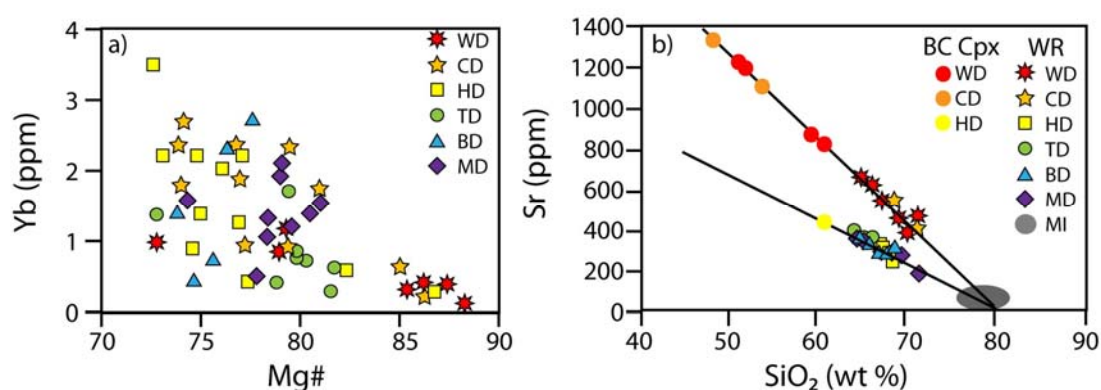 a)
4
3
2
1
0
Yb (ppm)
WD
CD
HD
TD
BD
MD
70 75 80 85 90
Mg#
b)
1400
1200
1000
800
600
400
200
0
Sr (ppm)
BC Cpx WR
WD WD
CD CD
HD HD
TD
BD
MD
MI
50 60 70 80
SiO₂ (wt %)